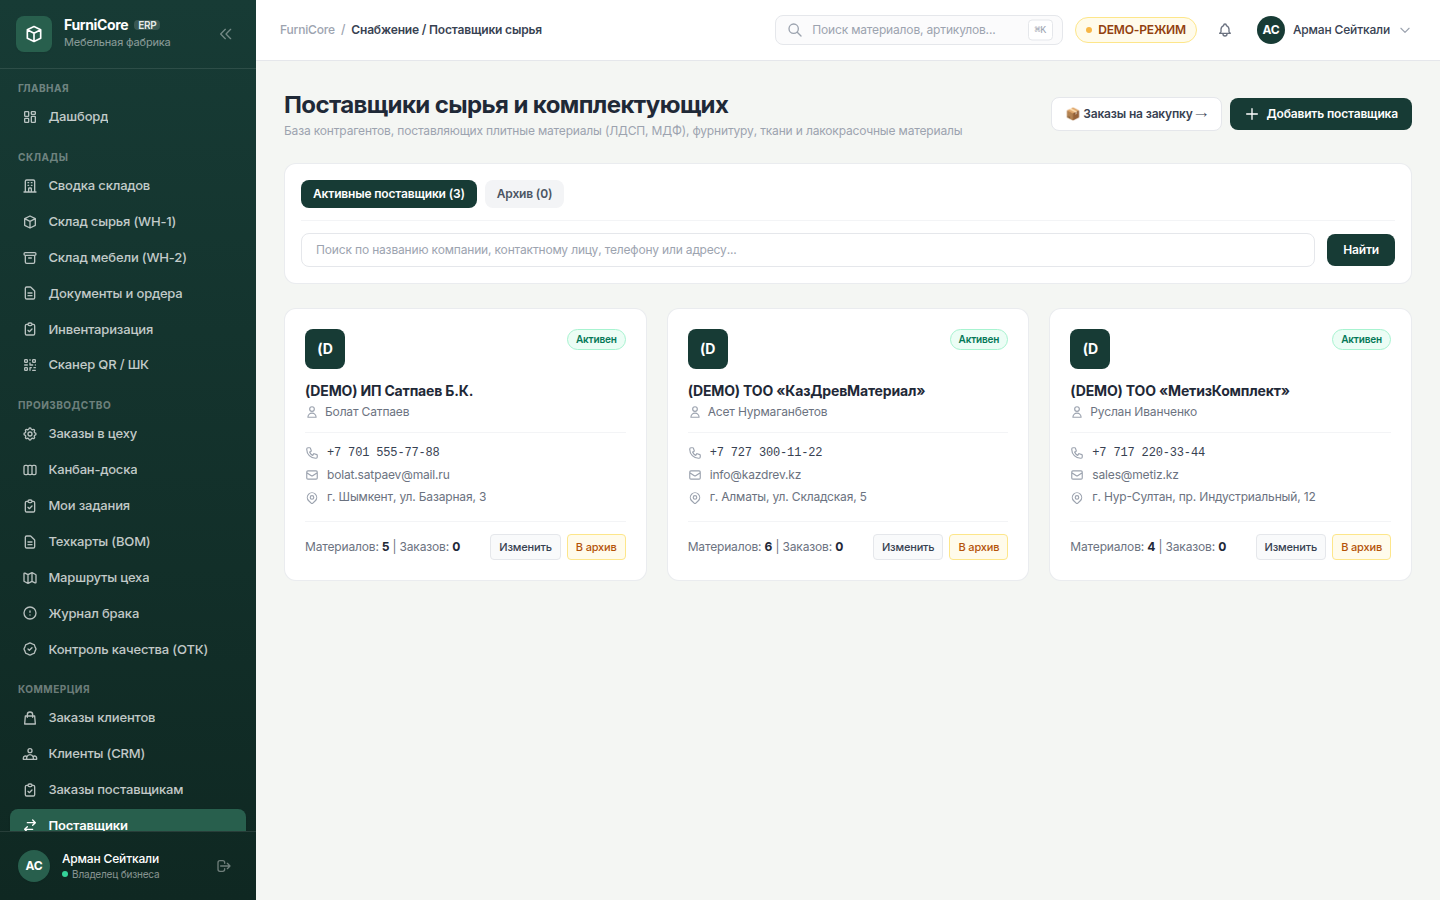 FurniCore ERP
Мебельная фабрика
ГЛАВНАЯ
Дашборд
СКЛАДЫ
Сводка складов
Склад сырья (WH-1)
Склад мебели (WH-2)
Документы и ордера
Инвентаризация
Сканер QR / ШК
ПРОИЗВОДСТВО
Заказы в цеху
Канбан-доска
Мои задания
Техкарты (BOM)
Маршруты цеха
Журнал брака
Контроль качества (ОТК)
КОММЕРЦИЯ
Заказы клиентов
Клиенты (CRM)
Заказы поставщикам
Поставщики
АС Арман Сейткали
Владелец бизнеса
FurniCore / Снабжение / Поставщики сырья
Поиск материалов, артикулов... ⌘K
DEMO-РЕЖИМ
АС Арман Сейткали
Поставщики сырья и комплектующих
База контрагентов, поставляющих плитные материалы (ЛДСП, МДФ), фурнитуру, ткани и лакокрасочные материалы
📦 Заказы на закупку →
+ Добавить поставщика
Активные поставщики (3) Архив (0)
Поиск по названию компании, контактному лицу, телефону или адресу...
Найти
(D Активен
(DEMO) ИП Сатпаев Б.К.
Болат Сатпаев
+7 701 555-77-88
bolat.satpaev@mail.ru
г. Шымкент, ул. Базарная, 3
Материалов: 5 | Заказов: 0 Изменить В архив
(D Активен
(DEMO) ТОО «КазДревМатериал»
Асет Нурмаганбетов
+7 727 300-11-22
info@kazdrev.kz
г. Алматы, ул. Складская, 5
Материалов: 6 | Заказов: 0 Изменить В архив
(D Активен
(DEMO) ТОО «МетизКомплект»
Руслан Иванченко
+7 717 220-33-44
sales@metiz.kz
г. Нур-Султан, пр. Индустриальный, 12
Материалов: 4 | Заказов: 0 Изменить В архив